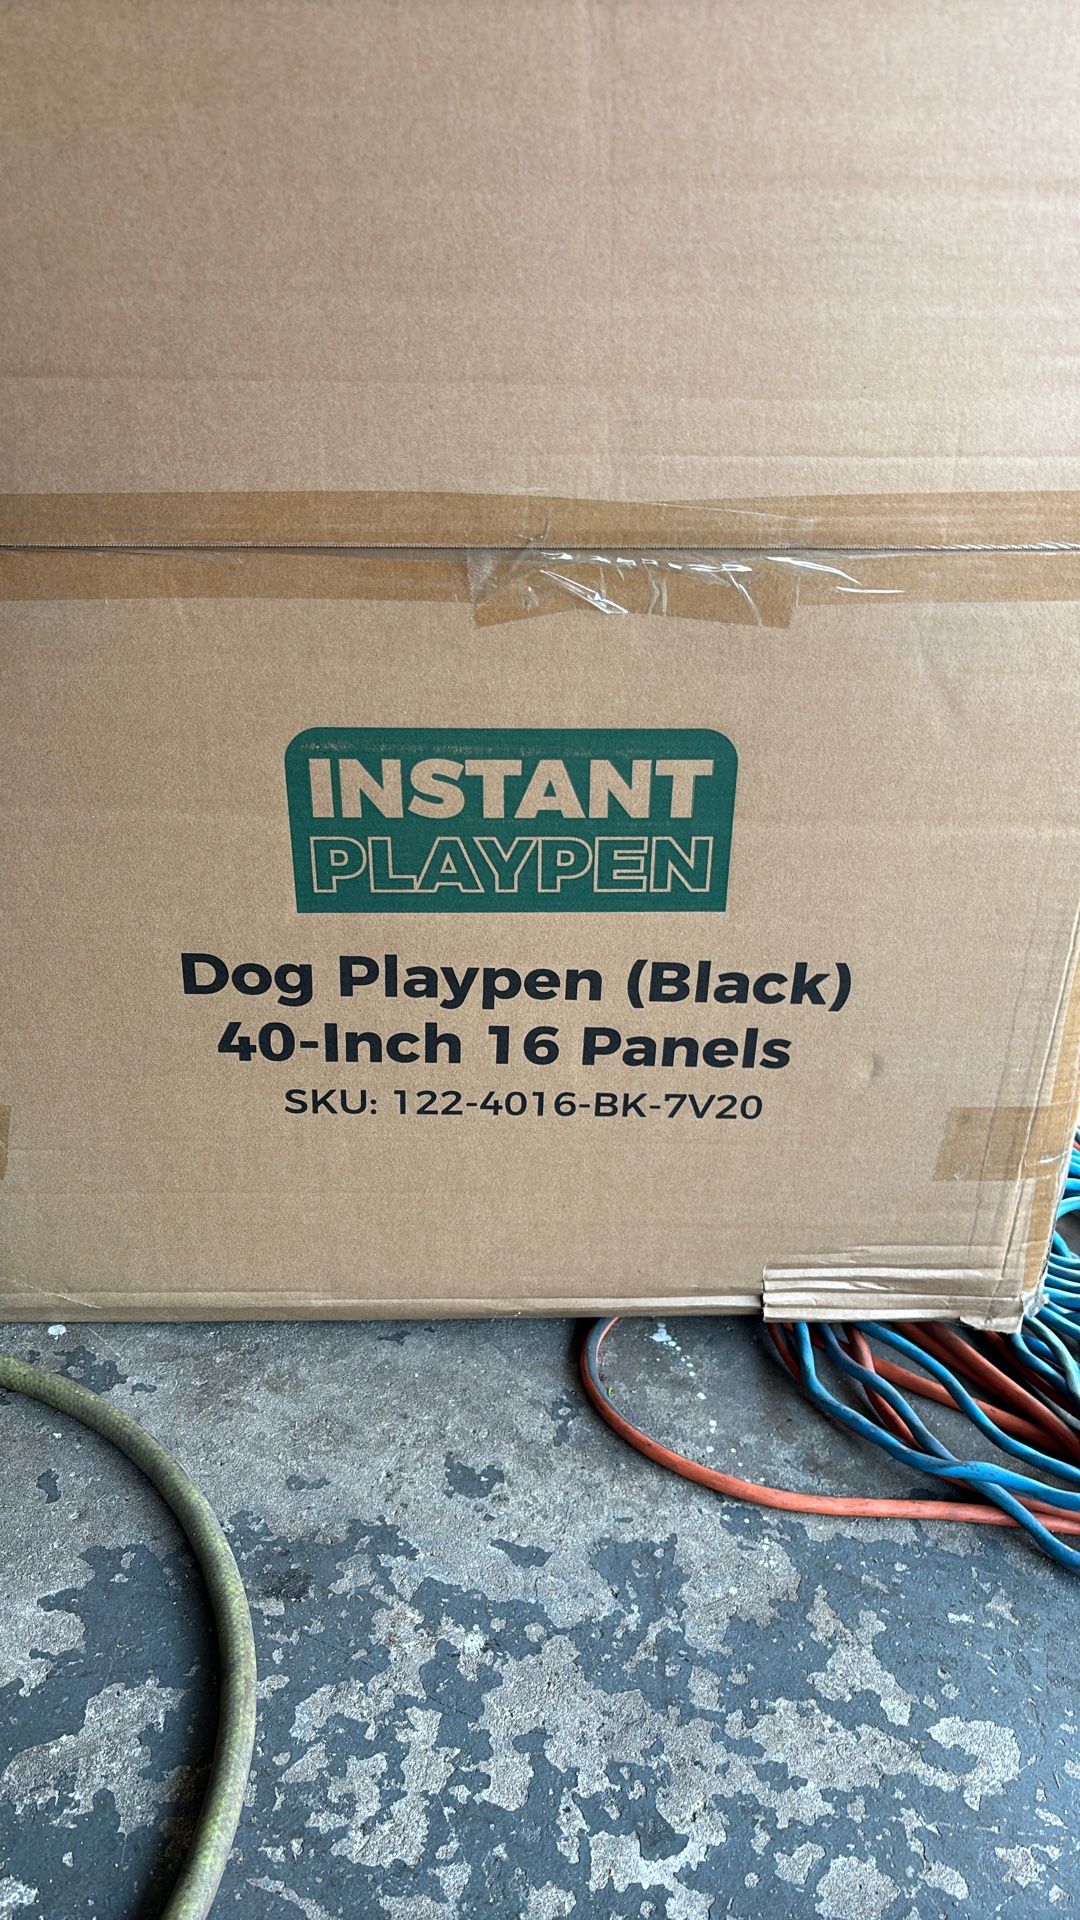 INSTANT
PLAYPEN
Dog Playpen (Black)
40-Inch 16 Panels
SKU: 122-4016-BK-7V20